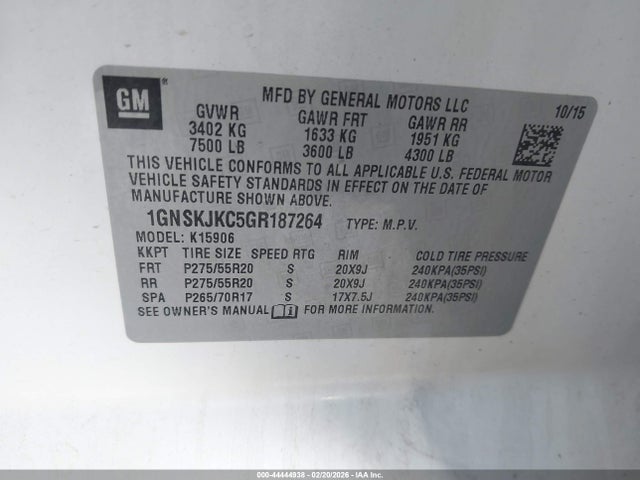 GM
MFD BY GENERAL MOTORS LLC
10/15
GVWR GAWR FRT GAWR RR
3402 KG 1633 KG 1951 KG
7500 LB 3600 LB 4300 LB
THIS VEHICLE CONFORMS TO ALL APPLICABLE U.S. FEDERAL MOTOR
VEHICLE SAFETY STANDARDS IN EFFECT ON THE DATE OF
MANUFACTURE SHOWN ABOVE.
1GNSKJKC5GR187264 TYPE: M.P.V.
MODEL: K15906
KKPT TIRE SIZE SPEED RTG RIM COLD TIRE PRESSURE
FRT P275/55R20 S 20X9J 240KPA(35PSI)
RR P275/55R20 S 20X9J 240KPA(35PSI)
SPA P265/70R17 S 17X7.5J 240KPA(35PSI)
SEE OWNER'S MANUAL FOR MORE INFORMATION.
000-44444938 - 02/20/2026 - IAA Inc.